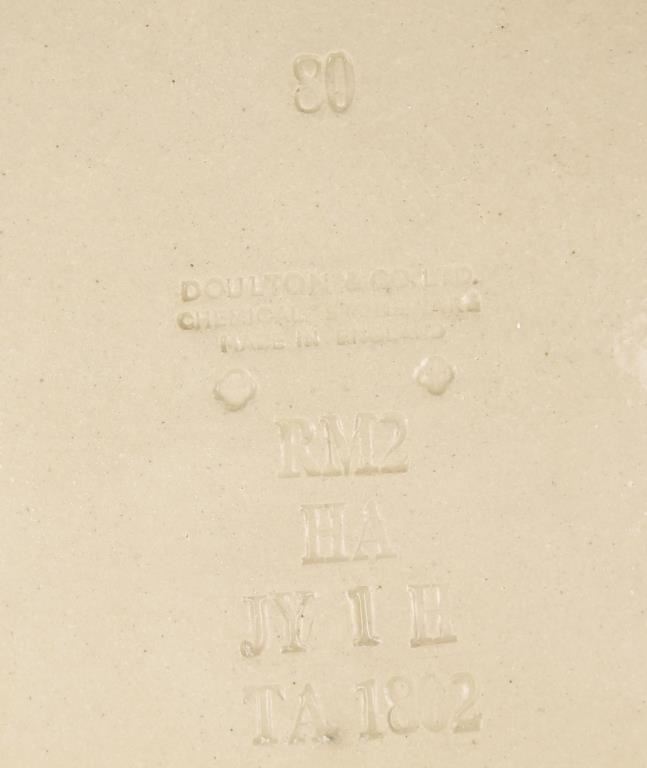 80
DOULTON & CO. LTD.
CHEMICAL STONEWARE
MADE IN ENGLAND
RM2
HA
JY 1 H
TA 1802